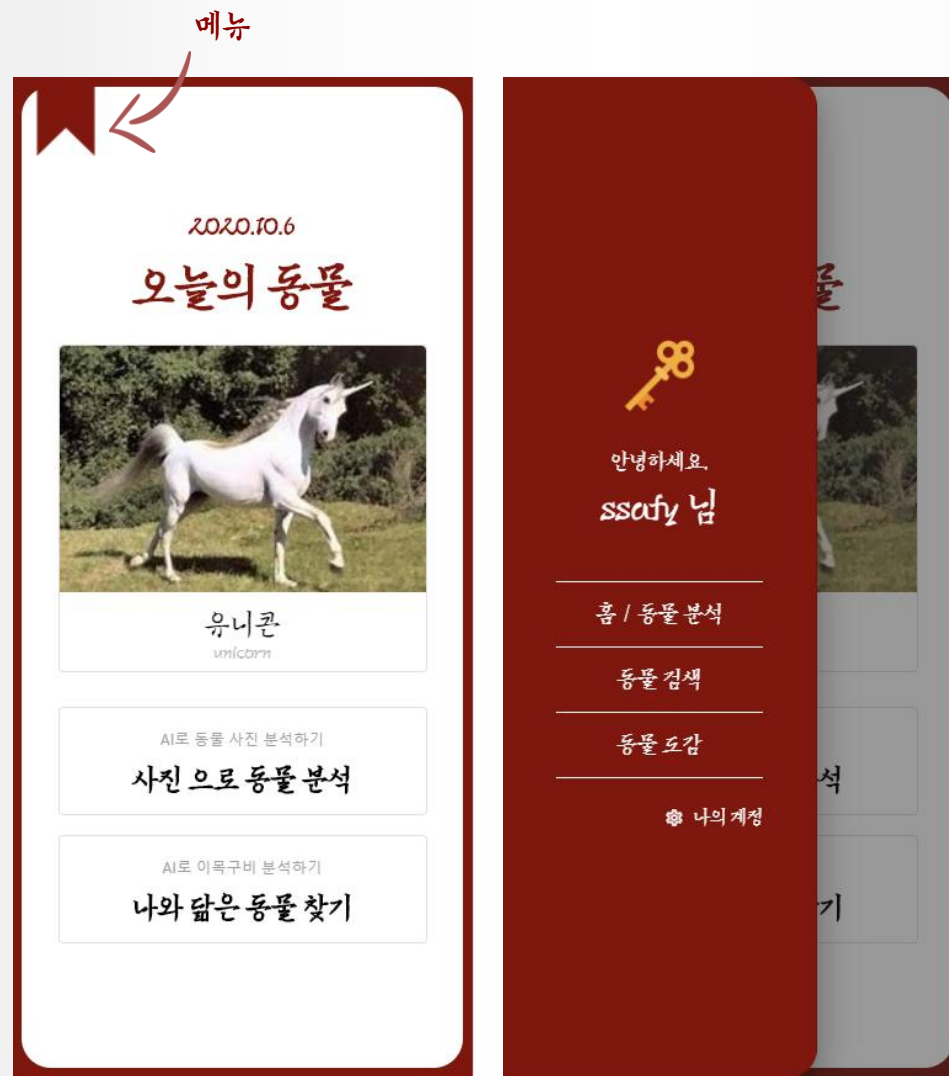 메뉴
2020.10.6
오늘의 동물
유니콘
unicorn
AI로 동물 사진 분석하기
사진 으로 동물 분석
AI로 이목구비 분석하기
나와 닮은 동물 찾기
물
안녕하세요,
ssafy 님
홈 / 동물 분석
동물 검색
동물 도감
나의 계정
석
기